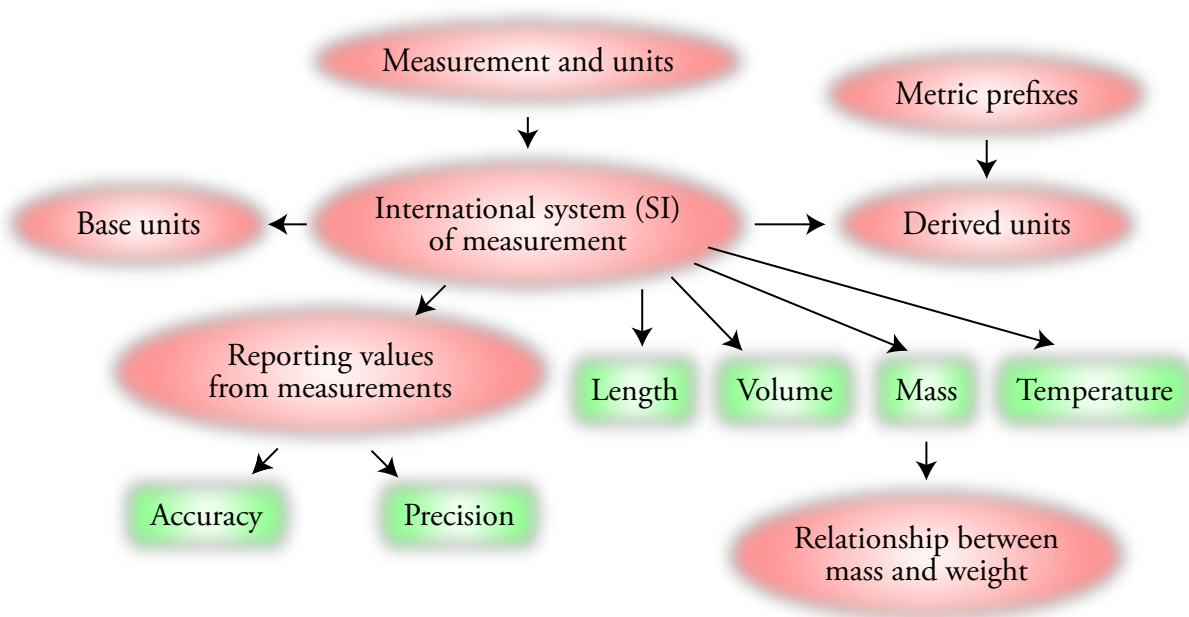 Measurement and units
Metric prefixes
Base units
International system (SI)
of measurement
Derived units
Reporting values
from measurements
Length
Volume
Mass
Temperature
Accuracy
Precision
Relationship between
mass and weight